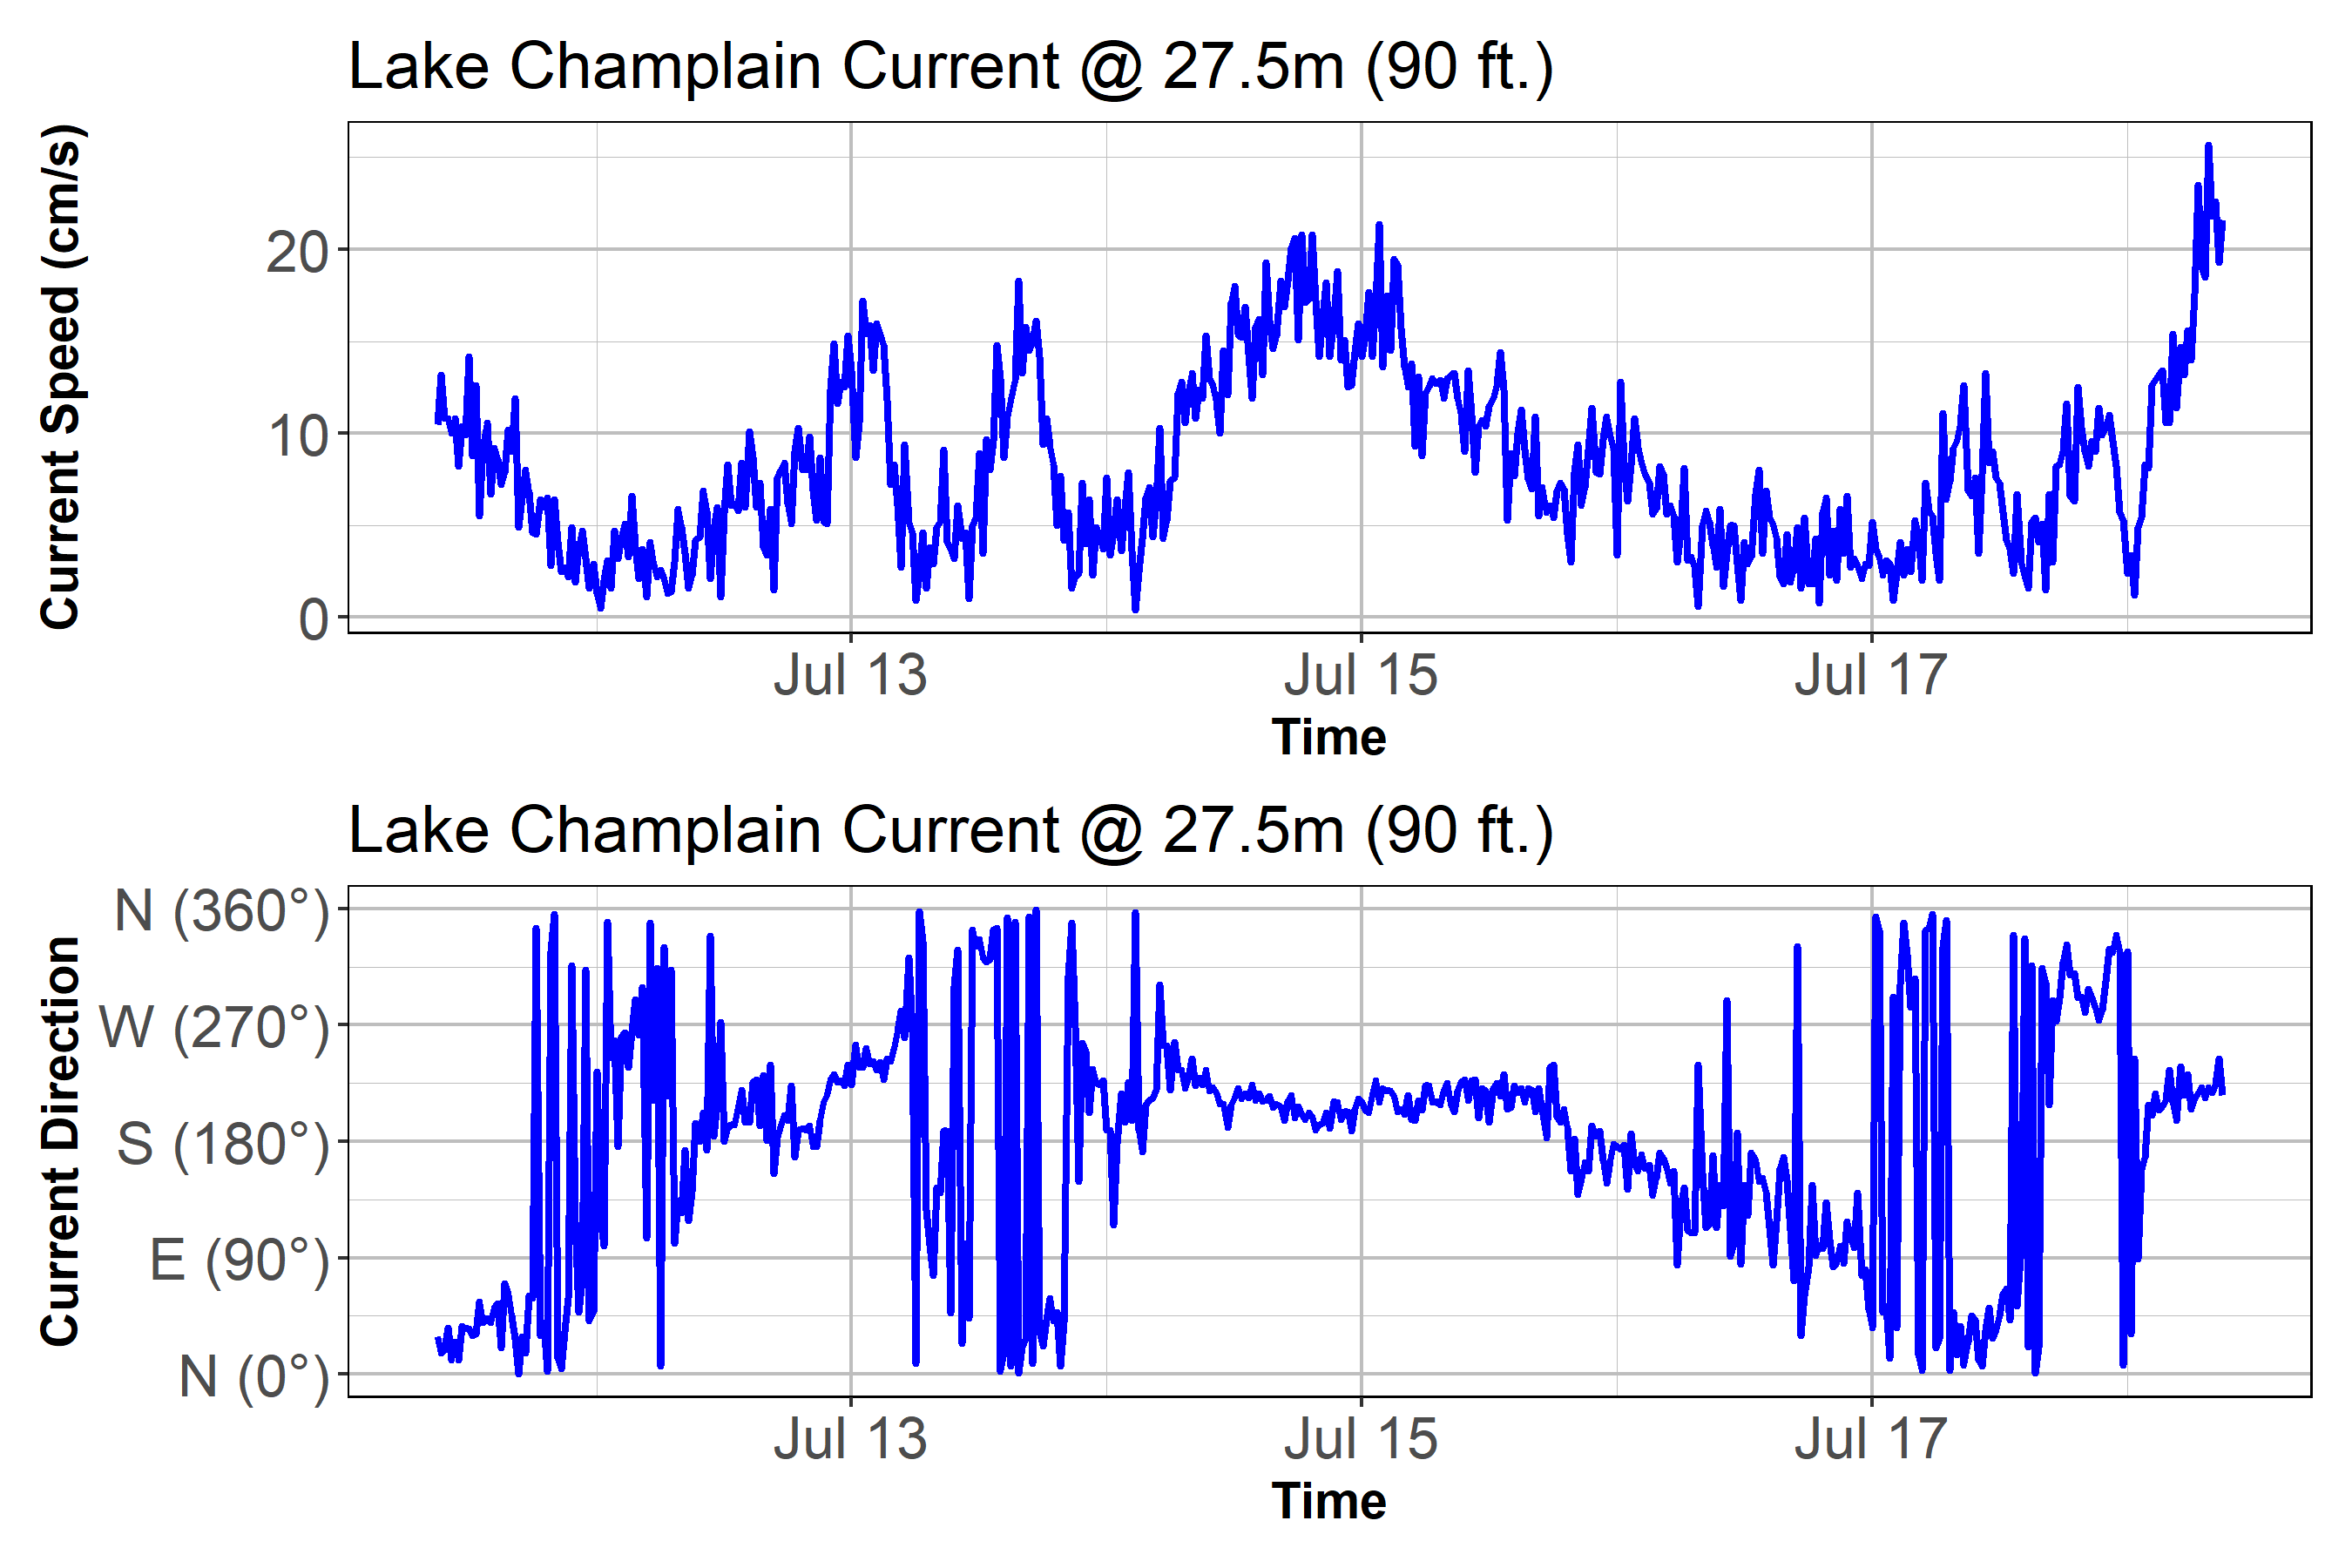 Lake Champlain Current @ 27.5m (90 ft.)
Current Speed (cm/s)
20
10
0
Jul 13 Jul 15 Jul 17
Time
Lake Champlain Current @ 27.5m (90 ft.)
Current Direction
N (360°)
W (270°)
S (180°)
E (90°)
N (0°)
Jul 13 Jul 15 Jul 17
Time